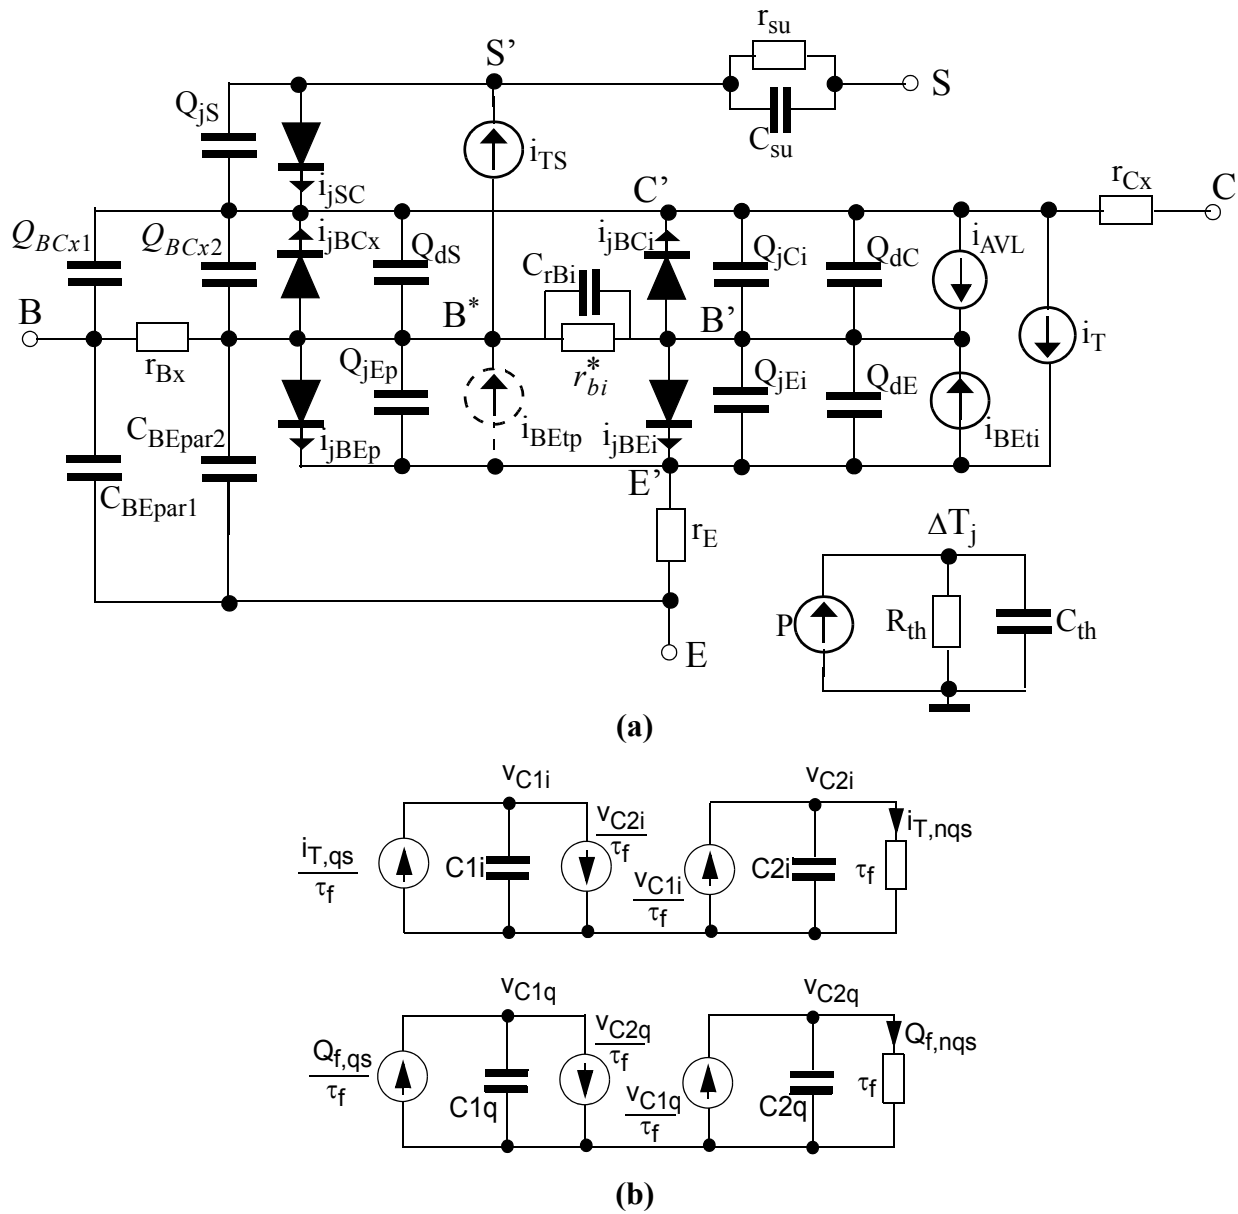 r_su
S'
S
Q_jS
C_su
i_TS
i_jSC
C'
r_Cx
C
Q_BCx1
Q_BCx2
i_jBCx
Q_dS
C_rBi
i_jBCi
Q_jCi
Q_dC
i_AVL
B
B*
B'
r_Bx
Q_jEp
r*_bi
Q_jEi
Q_dE
i_T
C_BEpar2
i_jBEp
i_BEtp
i_jBEi
i_BEti
C_BEpar1
E'
r_E
ΔT_j
P
R_th
C_th
E
(a)
v_C1i
v_C2i
i_T,qs
τ_f
C1i
v_C2i
τ_f
v_C1i
τ_f
C2i
τ_f
i_T,nqs
v_C1q
v_C2q
Q_f,qs
τ_f
C1q
v_C2q
τ_f
v_C1q
τ_f
C2q
τ_f
Q_f,nqs
(b)